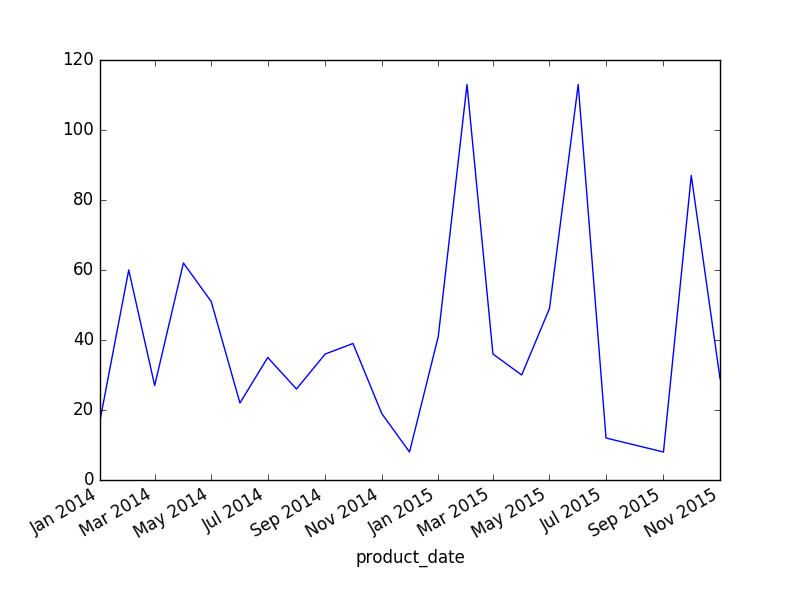 120
100
80
60
40
20
0
Jan 2014
Mar 2014
May 2014
Jul 2014
Sep 2014
Nov 2014
Jan 2015
Mar 2015
May 2015
Jul 2015
Sep 2015
Nov 2015
product_date